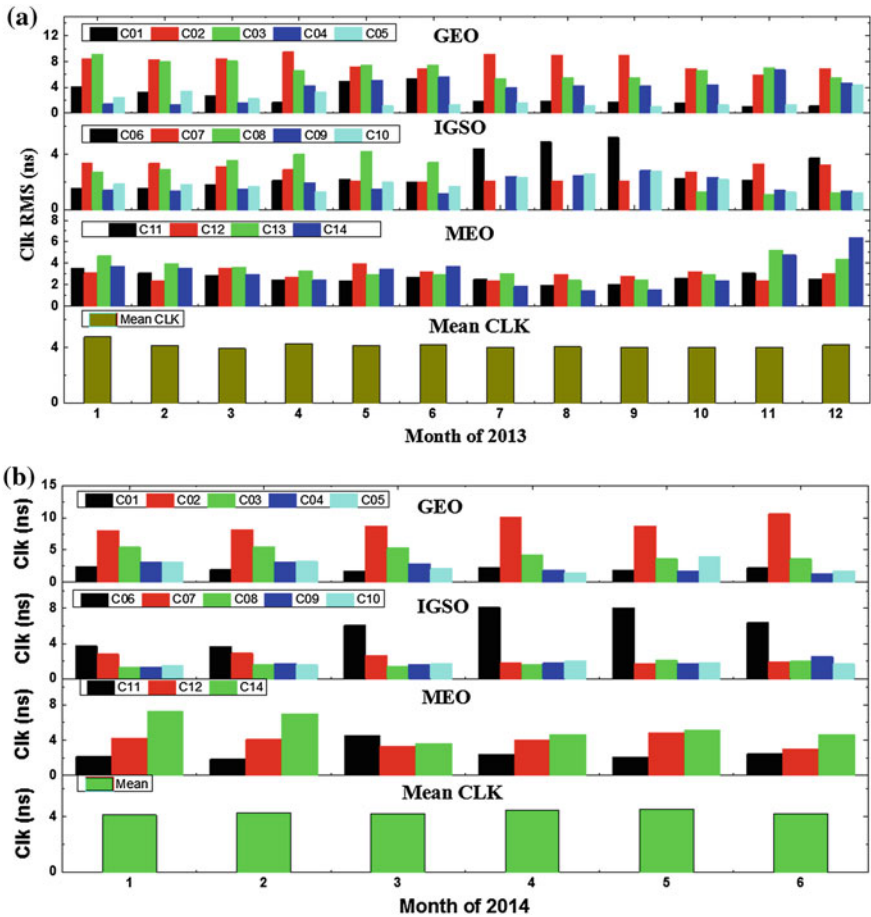 (a)
C01 C02 C03 C04 C05
GEO
12
8
4
0
C06 C07 C08 C09 C10
IGSO
4
0
C11 C12 C13 C14
MEO
8
6
4
2
0
Mean CLK
Mean CLK
4
0
Clk RMS (ns)
1 2 3 4 5 6 7 8 9 10 11 12
Month of 2013
(b)
C01 C02 C03 C04 C05
GEO
15
10
5
0
Clk (ns)
C06 C07 C08 C09 C10
IGSO
8
4
0
Clk (ns)
C11 C12 C14
MEO
8
4
0
Clk (ns)
Mean
Mean CLK
4
0
Clk (ns)
1 2 3 4 5 6
Month of 2014